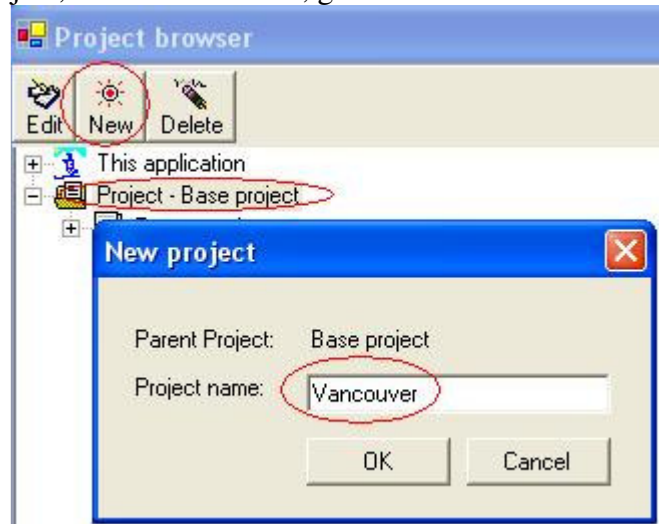 Project browser
Edit New Delete
This application
Project - Base project
New project
Parent Project: Base project
Project name: Vancouver
OK Cancel